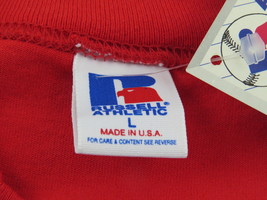 RUSSELL
ATHLETIC
L
MADE IN U.S.A.
FOR CARE & CONTENT SEE REVERSE